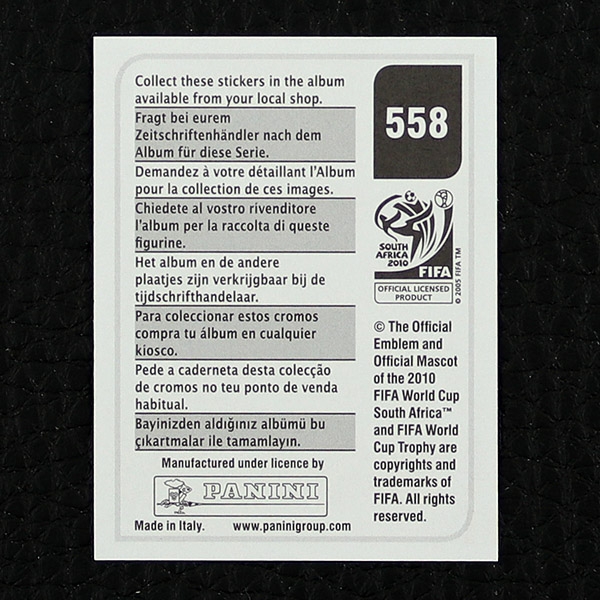 Collect these stickers in the album
available from your local shop.
Fragt bei eurem
Zeitschriftenhändler nach dem
Album für diese Serie.
Demandez à votre détaillant l'Album
pour la collection de ces images.
Chiedete al vostro rivenditore
l'album per la raccolta di queste
figurine.
Het album en de andere
plaatjes zijn verkrijgbaar bij de
tijdschrifthandelaar.
Para coleccionar estos cromos
compra tu álbum en cualquier
kiosco.
Pede a caderneta desta colecção
de cromos no teu ponto de venda
habitual.
Bayinizden aldığınız albümü bu
çıkartmalar ile tamamlayın.
Manufactured under licence by
PANINI
Made in Italy. www.paninigroup.com
558
SOUTH
AFRICA
2010
FIFA
© 2005 FIFA TM
OFFICIAL LICENSED
PRODUCT
© The Official
Emblem and
Official Mascot
of the 2010
FIFA World Cup
South Africa™
and FIFA World
Cup Trophy are
copyrights and
trademarks of
FIFA. All rights
reserved.